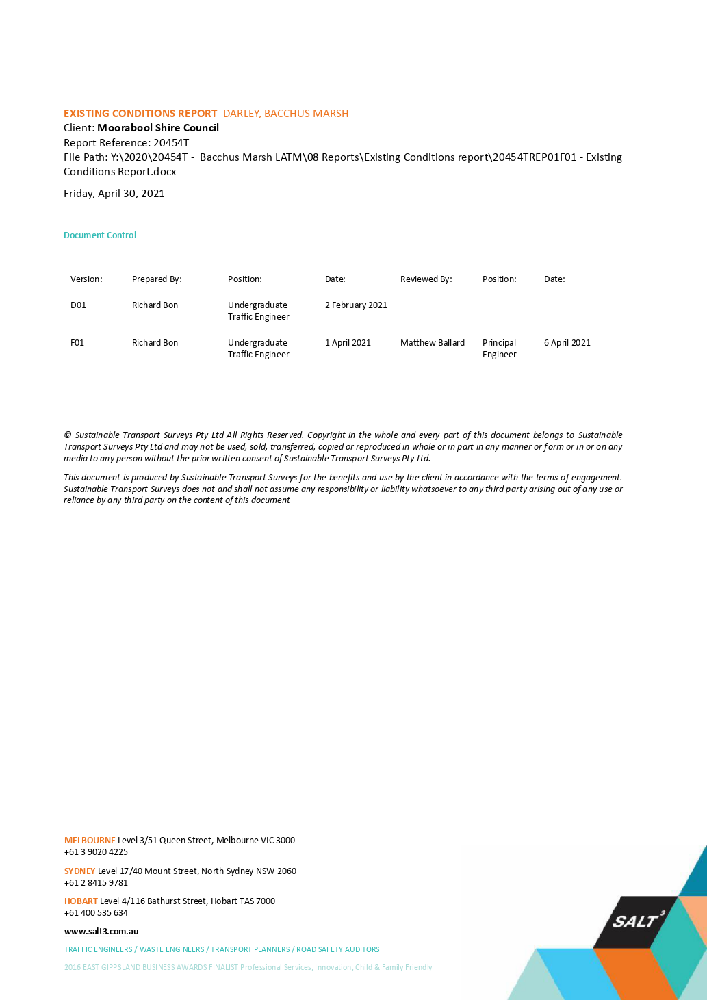 EXISTING CONDITIONS REPORT DARLEY, BACCHUS MARSH
Client: Moorabool Shire Council
Report Reference: 20454T
File Path: Y:\2020\20454T - Bacchus Marsh LATM\08 Reports\Existing Conditions report\20454TREP01F01 - Existing
Conditions Report.docx
Friday, April 30, 2021
Document Control
Version: Prepared By: Position: Date: Reviewed By: Position: Date:
D01 Richard Bon Undergraduate 2 February 2021
Traffic Engineer
F01 Richard Bon Undergraduate 1 April 2021 Matthew Ballard Principal 6 April 2021
Traffic Engineer Engineer
© Sustainable Transport Surveys Pty Ltd All Rights Reserved. Copyright in the whole and every part of this document belongs to Sustainable
Transport Surveys Pty Ltd and may not be used, sold, transferred, copied or reproduced in whole or in part in any manner or form or in or on any
media to any person without the prior written consent of Sustainable Transport Surveys Pty Ltd.
This document is produced by Sustainable Transport Surveys for the benefits and use by the client in accordance with the terms of engagement.
Sustainable Transport Surveys does not and shall not assume any responsibility or liability whatsoever to any third party arising out of any use or
reliance by any third party on the content of this document
MELBOURNE Level 3/51 Queen Street, Melbourne VIC 3000
+61 3 9020 4225
SYDNEY Level 17/40 Mount Street, North Sydney NSW 2060
+61 2 8415 9781
HOBART Level 4/116 Bathurst Street, Hobart TAS 7000
+61 400 535 634
www.salt3.com.au
TRAFFIC ENGINEERS / WASTE ENGINEERS / TRANSPORT PLANNERS / ROAD SAFETY AUDITORS
2016 EAST GIPPSLAND BUSINESS AWARDS FINALIST Professional Services, Innovation, Child & Family Friendly
SALT³